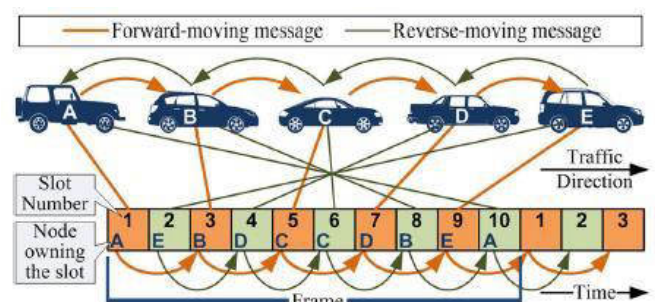 Forward-moving message Reverse-moving message
A B C D E
Traffic
Direction
Slot
Number
1 2 3 4 5 6 7 8 9 10 1 2 3
Node
owning
the slot
A E B D C C D B E A
Frame
Time